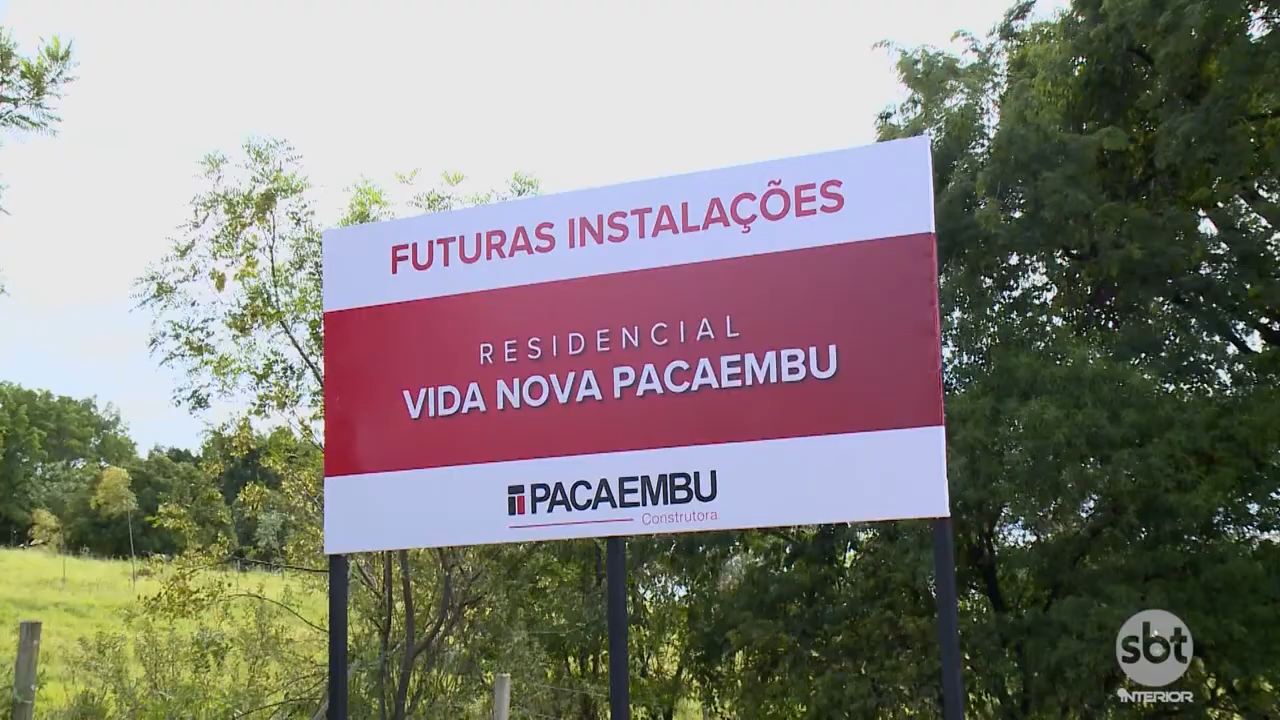 FUTURAS INSTALAÇÕES
RESIDENCIAL
VIDA NOVA PACAEMBU
PACAEMBU
Construtora
sbt
INTERIOR